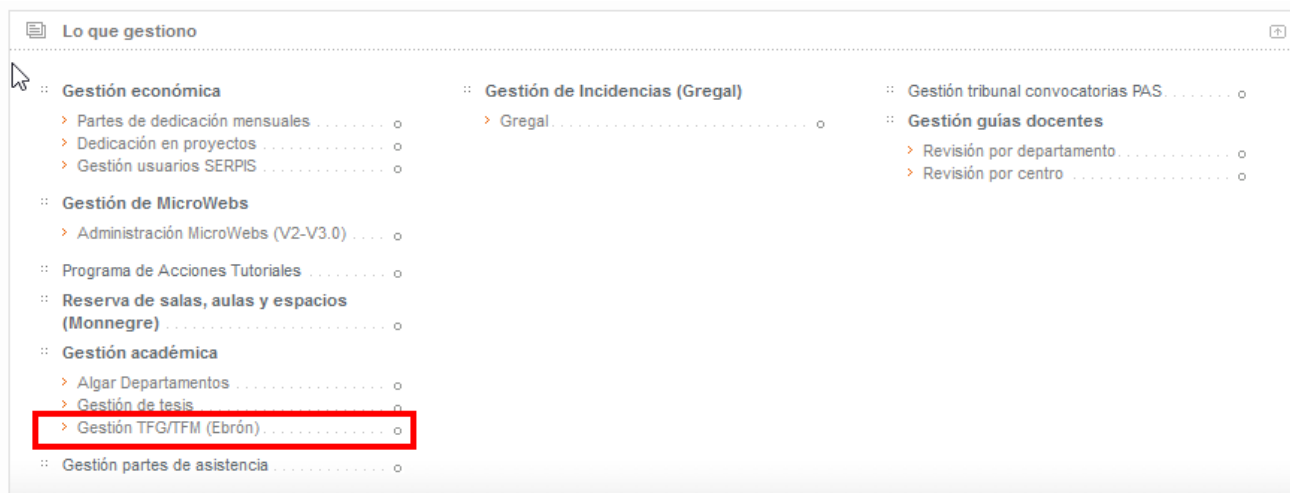 Lo que gestiono
Gestión económica
Partes de dedicación mensuales
Dedicación en proyectos
Gestión usuarios SERPIS
Gestión de MicroWebs
Administración MicroWebs (V2-V3.0)
Programa de Acciones Tutoriales
Reserva de salas, aulas y espacios
(Monnegre)
Gestión académica
Algar Departamentos
Gestión de tesis
Gestión TFG/TFM (Ebrón)
Gestión partes de asistencia
Gestión de Incidencias (Gregal)
Gregal
Gestión tribunal convocatorias PAS
Gestión guías docentes
Revisión por departamento
Revisión por centro